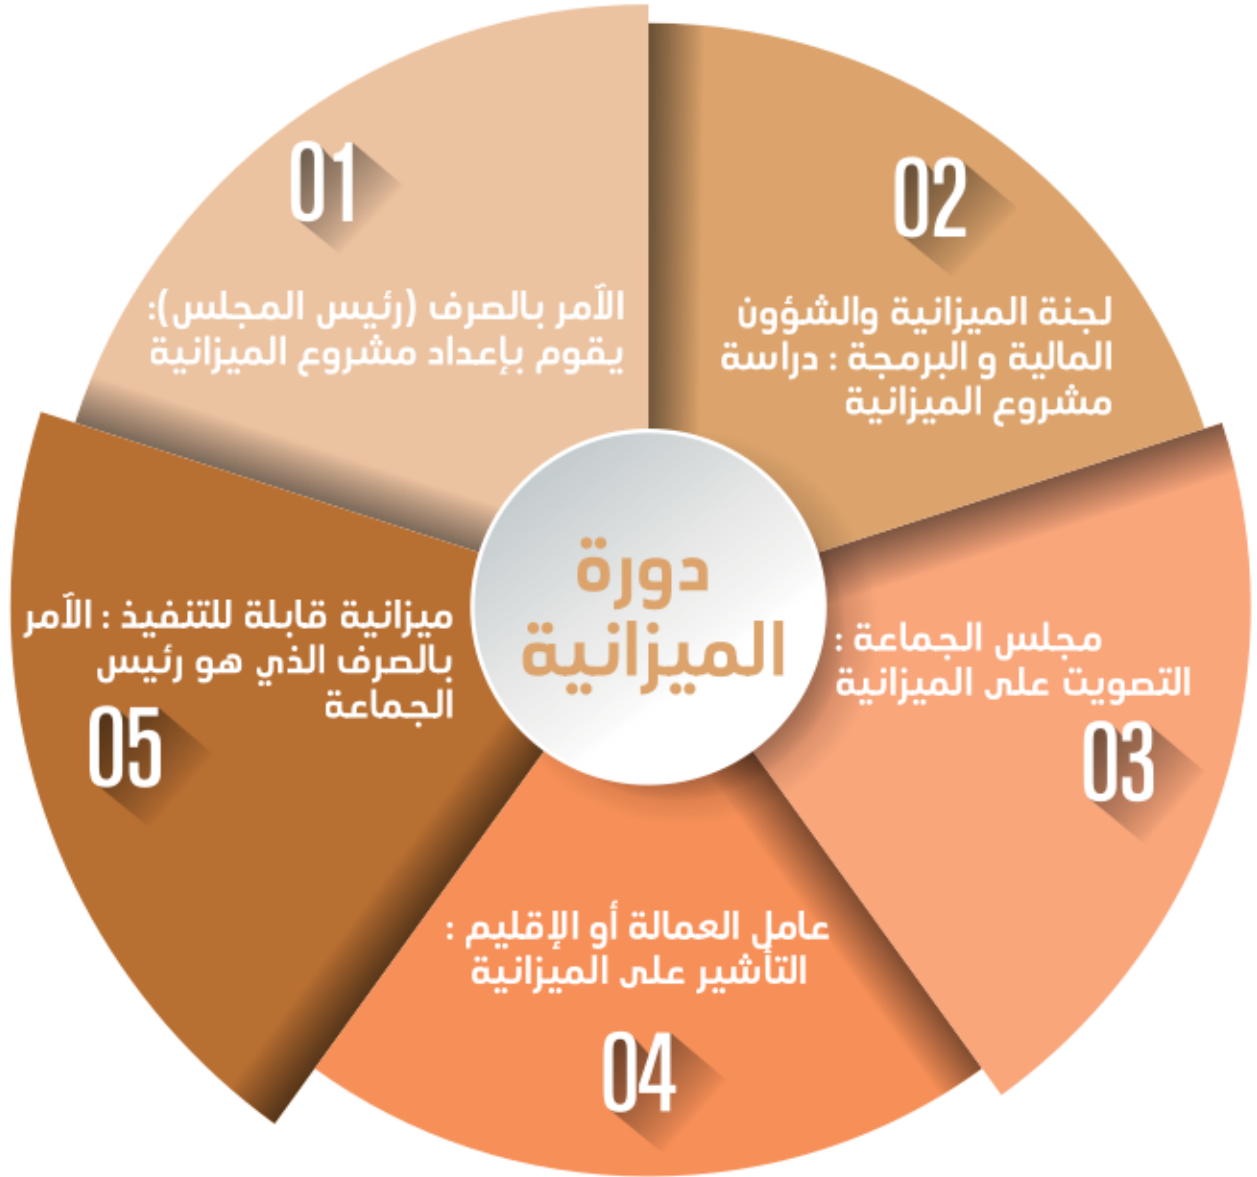 دورة
الميزانية
01
الآمر بالصرف (رئيس المجلس):
يقوم بإعداد مشروع الميزانية
02
لجنة الميزانية والشؤون
المالية و البرمجة : دراسة
مشروع الميزانية
مجلس الجماعة :
التصويت على الميزانية
03
عامل العمالة أو الإقليم :
التأشير على الميزانية
04
ميزانية قابلة للتنفيذ : الآمر
بالصرف الذي هو رئيس
الجماعة
05